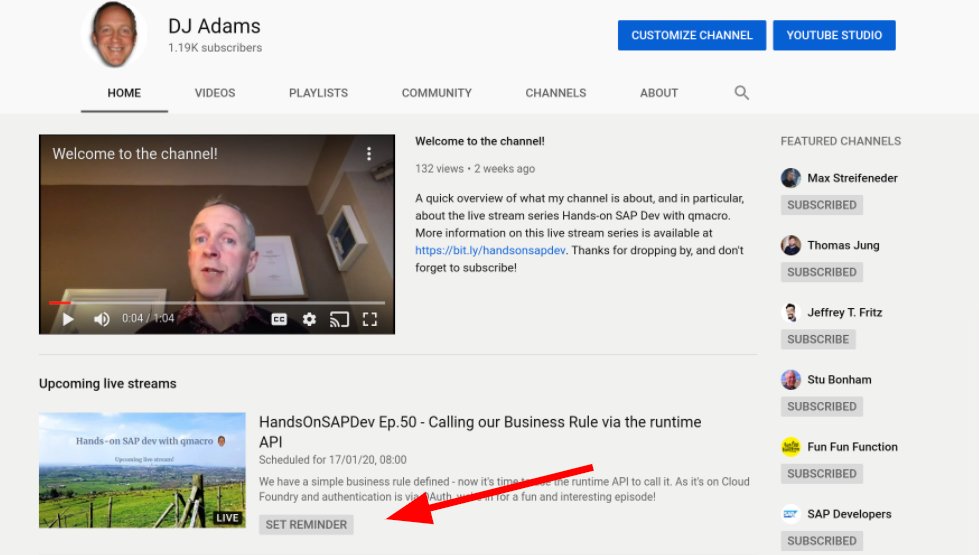 DJ Adams
1.19K subscribers
CUSTOMIZE CHANNEL
YOUTUBE STUDIO
HOME
VIDEOS
PLAYLISTS
COMMUNITY
CHANNELS
ABOUT
Welcome to the channel!
0:04 / 1:04
CC
Welcome to the channel!
132 views • 2 weeks ago
A quick overview of what my channel is about, and in particular,
about the live stream series Hands-on SAP Dev with qmacro.
More information on this live stream series is available at
https://bit.ly/handsonsapdev. Thanks for dropping by, and don't
forget to subscribe!
FEATURED CHANNELS
Max Streifeneder
SUBSCRIBED
Thomas Jung
SUBSCRIBED
Jeffrey T. Fritz
SUBSCRIBE
Stu Bonham
SUBSCRIBED
Fun Fun Function
SUBSCRIBED
SAP Developers
SUBSCRIBED
Upcoming live streams
Hands-on SAP dev with qmacro
Upcoming live stream!
LIVE
HandsOnSAPDev Ep.50 - Calling our Business Rule via the runtime
API
Scheduled for 17/01/20, 08:00
We have a simple business rule defined - now it's time the runtime API to call it. As it's on Cloud
Foundry and authentication is via in for a fun and interesting episode!
SET REMINDER